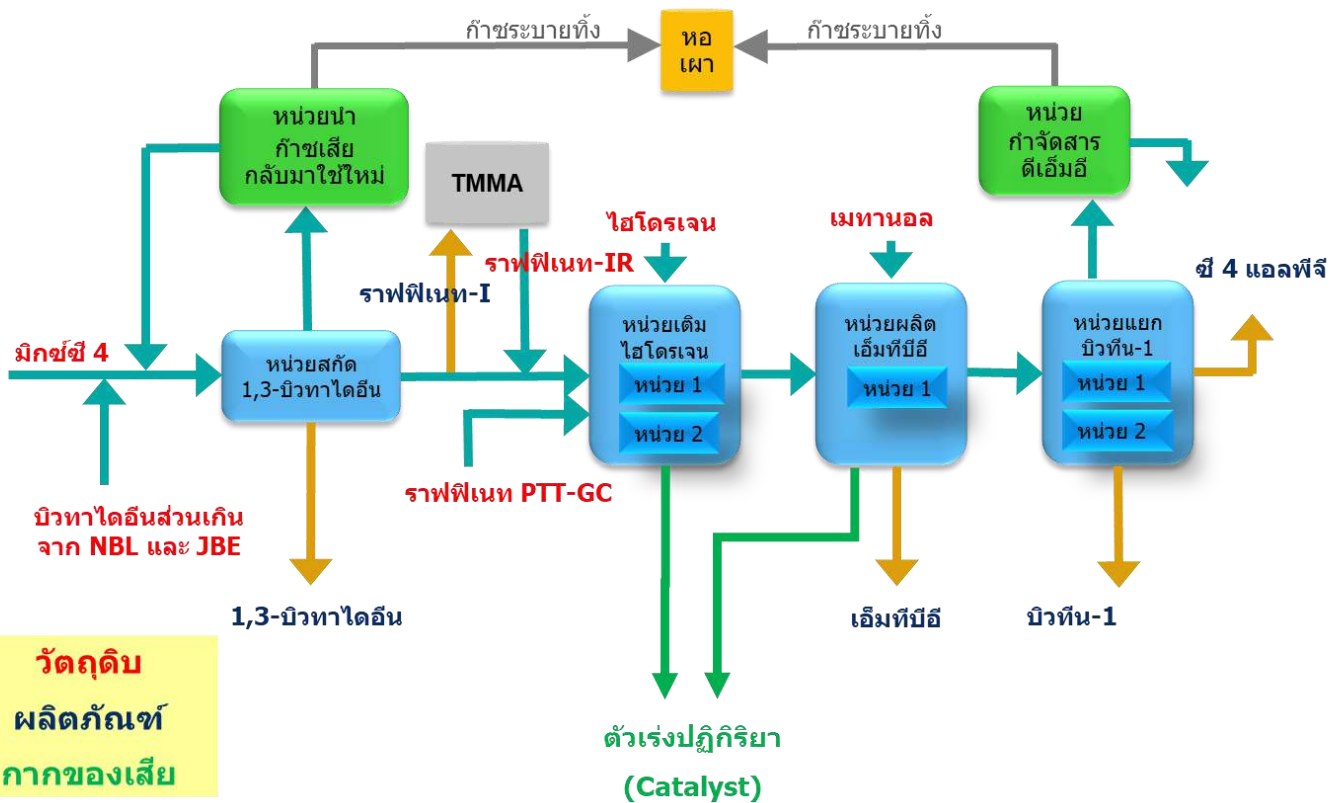 ก๊าซระบายทิ้ง
หอ
เผา
ก๊าซระบายทิ้ง
หน่วยนำ
ก๊าซเสีย
กลับมาใช้ใหม่
หน่วย
กำจัดสาร
ดีเอ็มอี
TMMA
ไฮโดรเจน
เมทานอล
ราฟฟิเนท-IR
ราฟฟิเนท-I
ซี 4 แอลพีจี
มิกซ์ซี 4
หน่วยสกัด
1,3-บิวทาไดอีน
หน่วยเติม
ไฮโดรเจน
หน่วย 1
หน่วย 2
หน่วยผลิต
เอ็มทีบีอี
หน่วย 1
หน่วยแยก
บิวทีน-1
หน่วย 1
หน่วย 2
ราฟฟิเนท PTT-GC
บิวทาไดอีนส่วนเกิน
จาก NBL และ JBE
1,3-บิวทาไดอีน
เอ็มทีบีอี
บิวทีน-1
วัตถุดิบ
ผลิตภัณฑ์
กากของเสีย
ตัวเร่งปฏิกิริยา
(Catalyst)